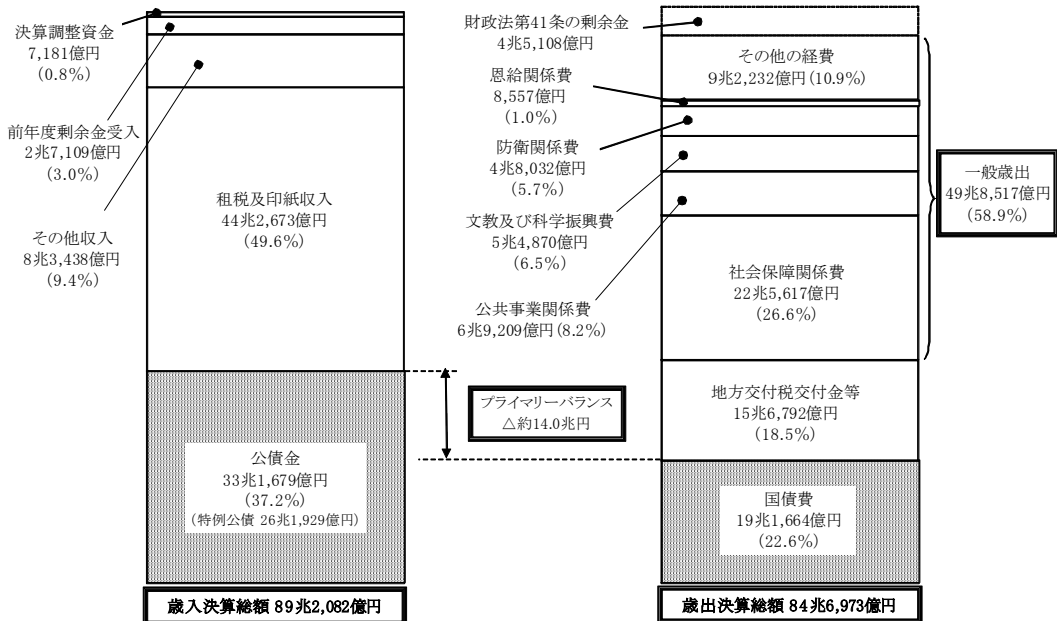 決算調整資金
7,181億円
(0.8%)
前年度剰余金受入
2兆7,109億円
(3.0%)
その他収入
8兆3,438億円
(9.4%)
租税及印紙収入
44兆2,673億円
(49.6%)
公債金
33兆1,679億円
(37.2%)
(特例公債 26兆1,929億円)
歳入決算総額 89兆2,082億円
プライマリーバランス
△約14.0兆円
財政法第41条の剰余金
4兆5,108億円
恩給関係費
8,557億円
(1.0%)
防衛関係費
4兆8,032億円
(5.7%)
文教及び科学振興費
5兆4,870億円
(6.5%)
公共事業関係費
6兆9,209億円(8.2%)
その他の経費
9兆2,232億円(10.9%)
社会保障関係費
22兆5,617億円
(26.6%)
地方交付税交付金等
15兆6,792億円
(18.5%)
国債費
19兆1,664億円
(22.6%)
歳出決算総額 84兆6,973億円
一般歳出
49兆8,517億円
(58.9%)